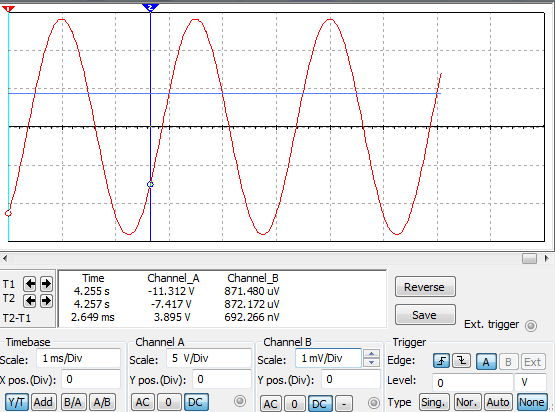 1 2
Time Channel_A Channel_B
T1 4.255 s -11.312 V 871.480 uV
T2 4.257 s -7.417 V 872.172 uV
T2-T1 2.649 ms 3.895 V 692.266 nV
Reverse
Save
Ext. trigger
Timebase Channel A Channel B Trigger
Scale: 1 ms/Div Scale: 5 V/Div Scale: 1 mV/Div Edge: A B Ext
X pos.(Div): 0 Y pos.(Div): 0 Y pos.(Div): 0 Level: 0 V
Y/T Add B/A A/B AC 0 DC AC 0 DC - Type Sing. Nor. Auto None